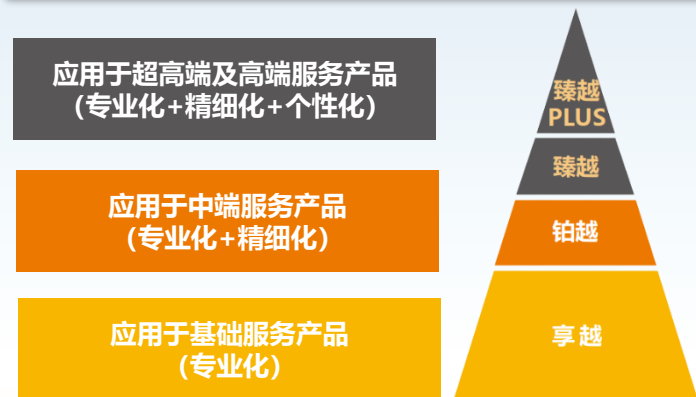 应用于超高端及高端服务产品
（专业化+精细化+个性化）
臻越
PLUS
臻越
应用于中端服务产品
（专业化+精细化）
铂越
应用于基础服务产品
（专业化）
享越